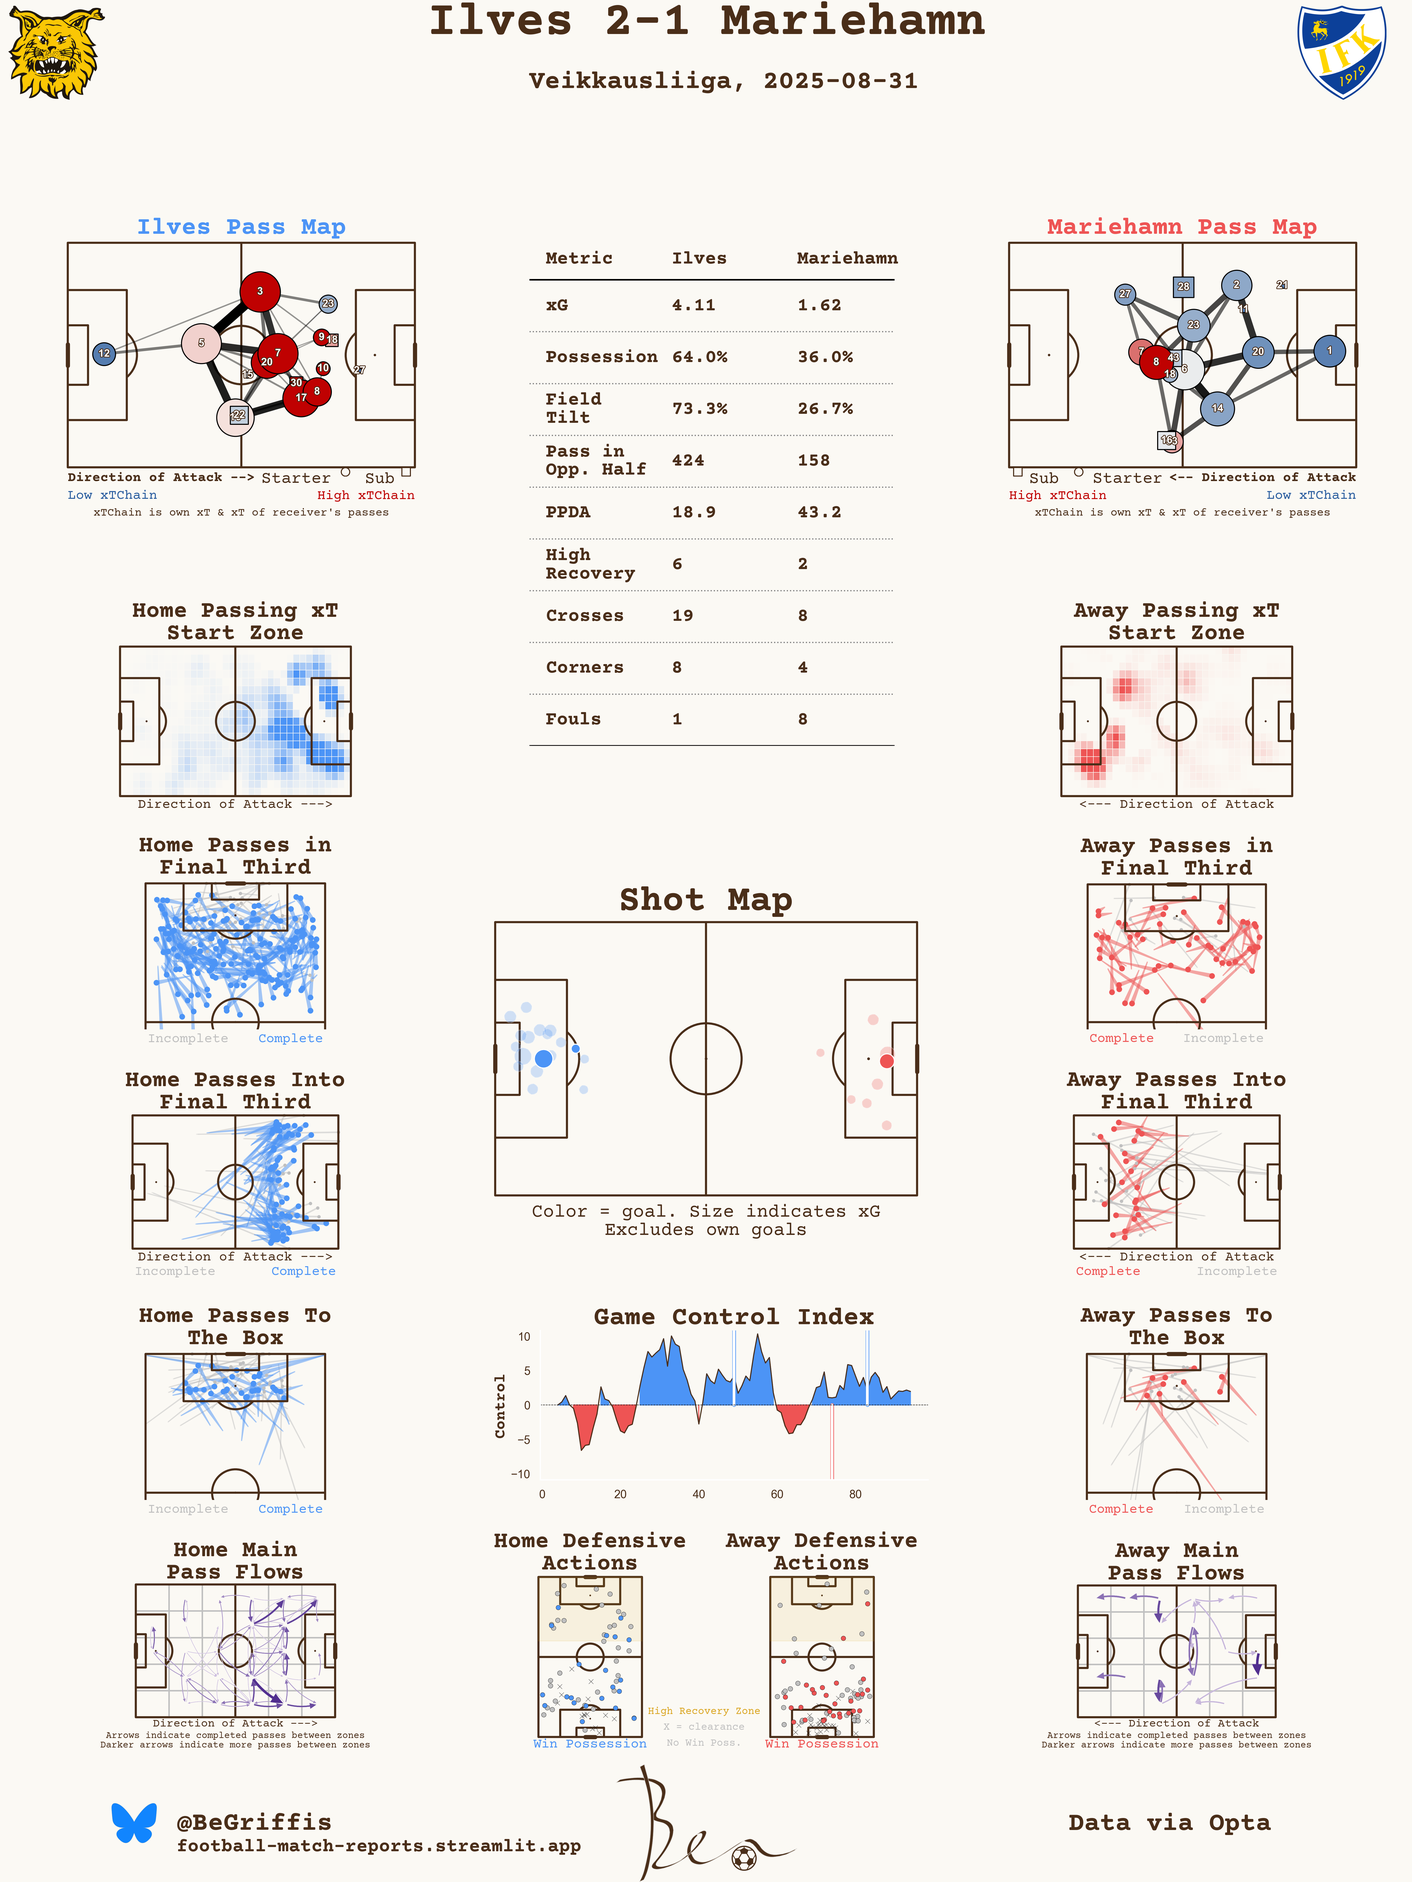 Ilves 2-1 Mariehamn
Veikkausliiga, 2025-08-31
IFK
1919
Ilves Pass Map
3
23
9
18
5
12
7
20
15
10
27
30
8
17
22
Direction of Attack --> Starter Sub
Low xTChain High xTChain
xTChain is own xT & xT of receiver's passes
Metric Ilves Mariehamn
xG 4.11 1.62
Possession 64.0% 36.0%
Field
Tilt 73.3% 26.7%
Pass in
Opp. Half 424 158
PPDA 18.9 43.2
High
Recovery 6 2
Crosses 19 8
Corners 8 4
Fouls 1 8
Mariehamn Pass Map
27
28
2
21
11
23
7
8
43
18
6
20
1
14
16
Sub Starter <-- Direction of Attack
High xTChain Low xTChain
xTChain is own xT & xT of receiver's passes
Home Passing xT
Start Zone
Direction of Attack --->
Away Passing xT
Start Zone
<--- Direction of Attack
Home Passes in
Final Third
Incomplete Complete
Shot Map
Color = goal. Size indicates xG
Excludes own goals
Away Passes in
Final Third
Complete Incomplete
Home Passes Into
Final Third
Direction of Attack --->
Incomplete Complete
Away Passes Into
Final Third
<--- Direction of Attack
Complete Incomplete
Home Passes To
The Box
Incomplete Complete
Game Control Index
Control
10
5
0
−5
−10
0 20 40 60 80
Away Passes To
The Box
Complete Incomplete
Home Main
Pass Flows
Direction of Attack --->
Arrows indicate completed passes between zones
Darker arrows indicate more passes between zones
Home Defensive
Actions
Win Possession
High Recovery Zone
X = clearance
No Win Poss.
Away Defensive
Actions
Win Possession
Away Main
Pass Flows
<--- Direction of Attack
Arrows indicate completed passes between zones
Darker arrows indicate more passes between zones
@BeGriffis
football-match-reports.streamlit.app
Ben
Data via Opta